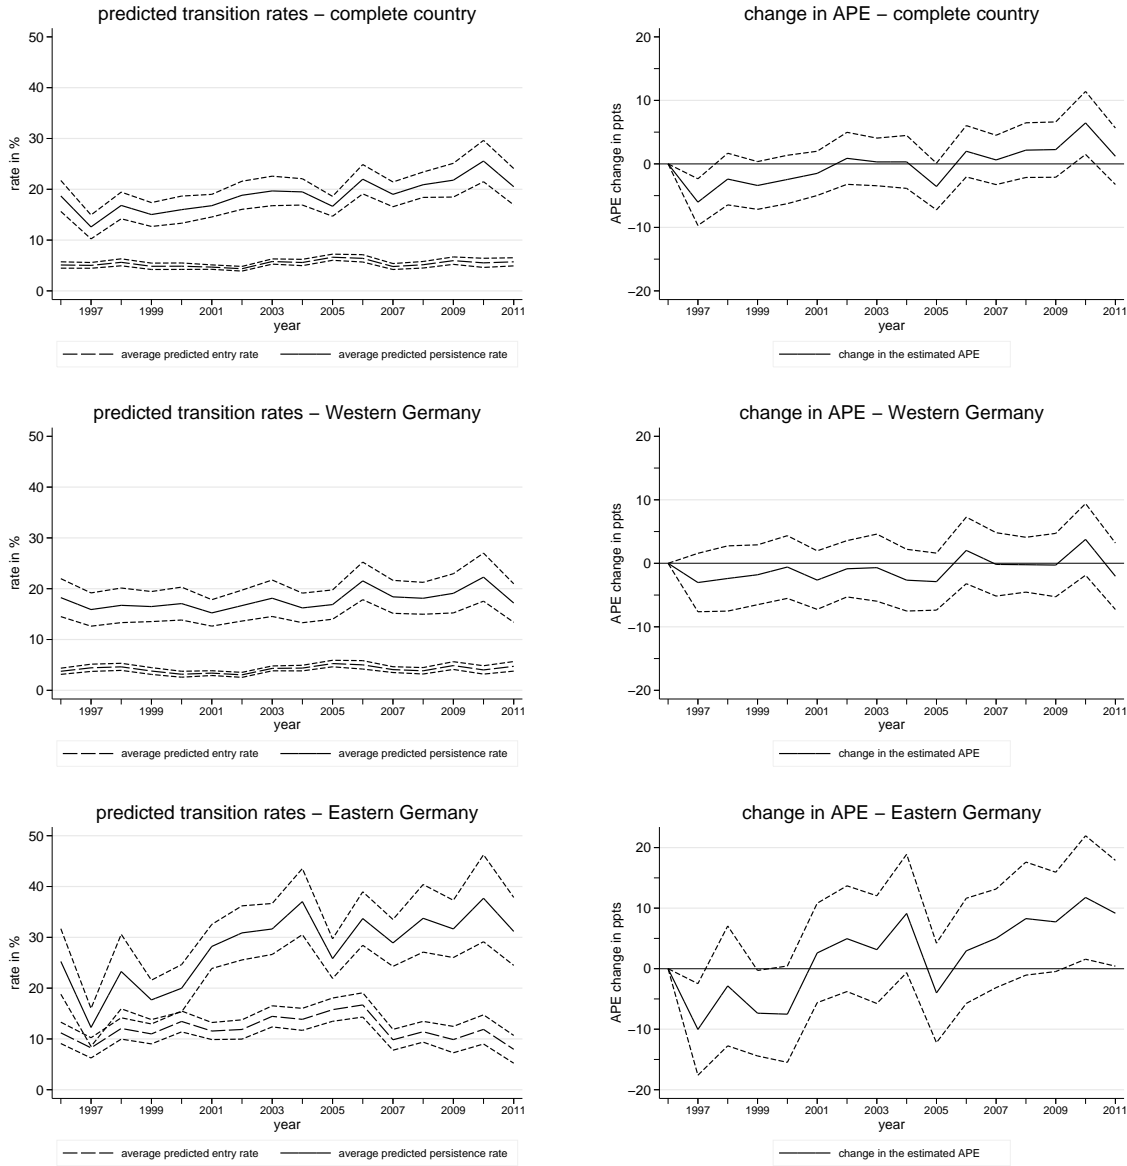 predicted transition rates – complete country
50
40
30
20
10
0
rate in %
1997 1999 2001 2003 2005 2007 2009 2011
year
average predicted entry rate average predicted persistence rate
change in APE – complete country
20
10
0
–10
–20
APE change in ppts
1997 1999 2001 2003 2005 2007 2009 2011
year
change in the estimated APE
predicted transition rates – Western Germany
50
40
30
20
10
0
rate in %
1997 1999 2001 2003 2005 2007 2009 2011
year
average predicted entry rate average predicted persistence rate
change in APE – Western Germany
20
10
0
–10
–20
APE change in ppts
1997 1999 2001 2003 2005 2007 2009 2011
year
change in the estimated APE
predicted transition rates – Eastern Germany
50
40
30
20
10
0
rate in %
1997 1999 2001 2003 2005 2007 2009 2011
year
average predicted entry rate average predicted persistence rate
change in APE – Eastern Germany
20
10
0
–10
–20
APE change in ppts
1997 1999 2001 2003 2005 2007 2009 2011
year
change in the estimated APE